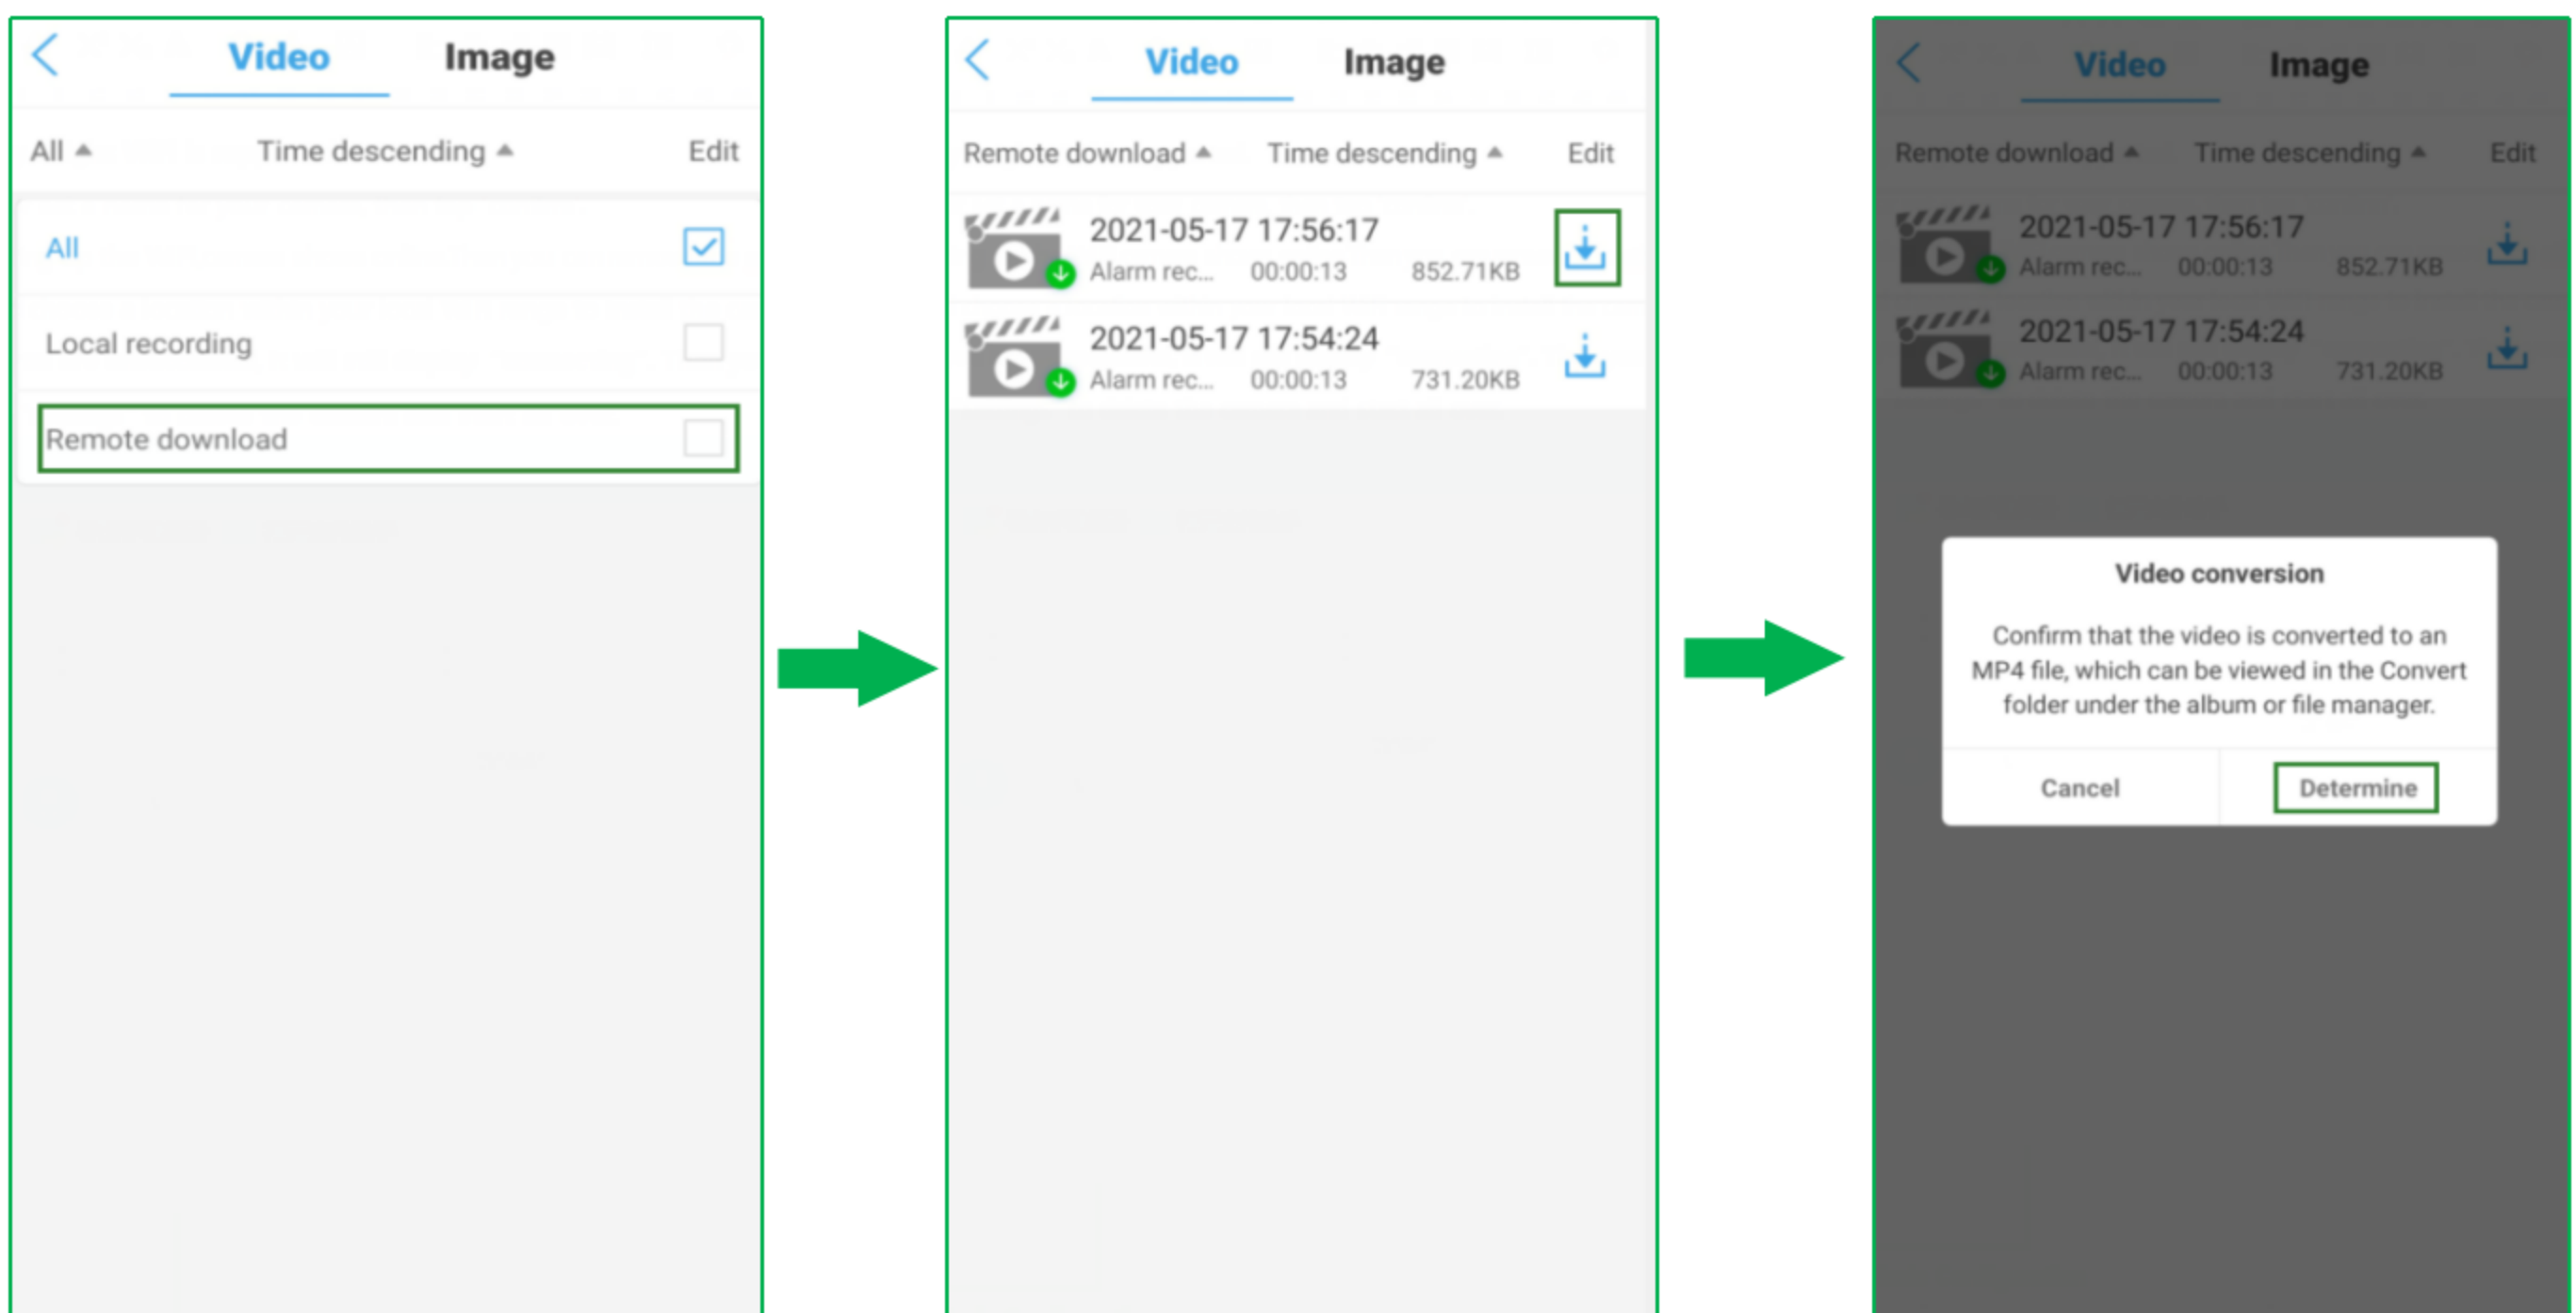 Video Image
All Time descending Edit
All
Local recording
Remote download
Video Image
Remote download Time descending Edit
2021-05-17 17:56:17
Alarm rec... 00:00:13 852.71KB
2021-05-17 17:54:24
Alarm rec... 00:00:13 731.20KB
Video Image
Remote download Time descending Edit
2021-05-17 17:56:17
Alarm rec... 00:00:13 852.71KB
2021-05-17 17:54:24
Alarm rec... 00:00:13 731.20KB
Video conversion
Confirm that the video is converted to an
MP4 file, which can be viewed in the Convert
folder under the album or file manager.
Cancel Determine